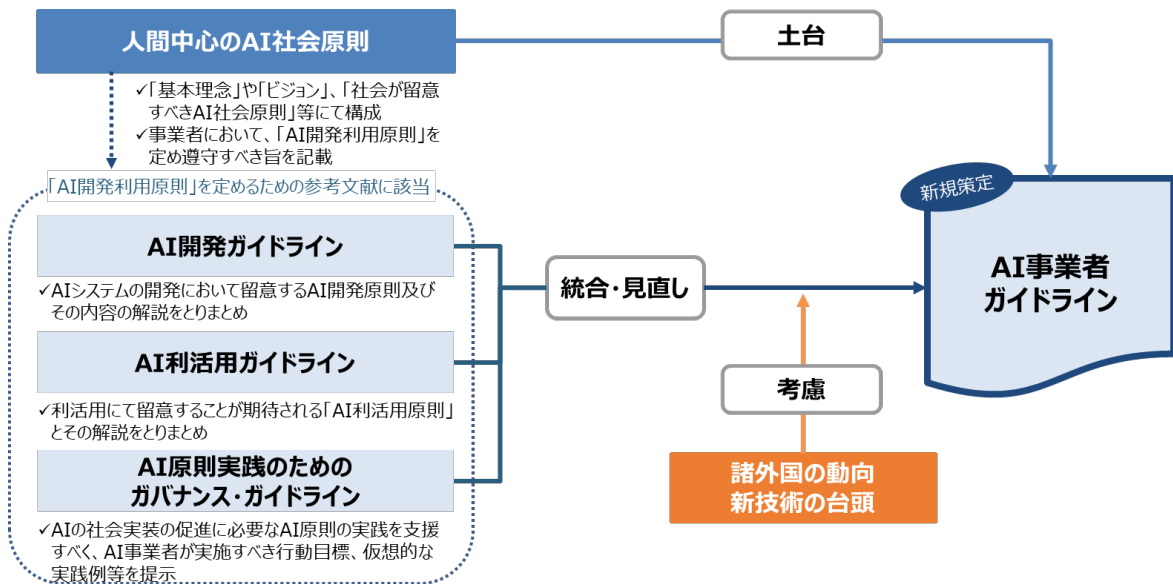 人間中心のAI社会原則
土台
✓「基本理念」や「ビジョン」、「社会が留意
すべきAI社会原則」等にて構成
✓事業者において、「AI開発利用原則」を
定め遵守すべき旨を記載
「AI開発利用原則」を定めるための参考文献に該当
AI開発ガイドライン
✓AIシステムの開発において留意するAI開発原則及び
その内容の解説をとりまとめ
AI利活用ガイドライン
✓利活用にて留意することが期待される「AI利活用原則」
とその解説をとりまとめ
AI原則実践のための
ガバナンス・ガイドライン
✓AIの社会実装の促進に必要なAI原則の実践を支援
すべく、AI事業者が実施すべき行動目標、仮想的な
実践例等を提示
統合・見直し
考慮
諸外国の動向
新技術の台頭
新規策定
AI事業者
ガイドライン